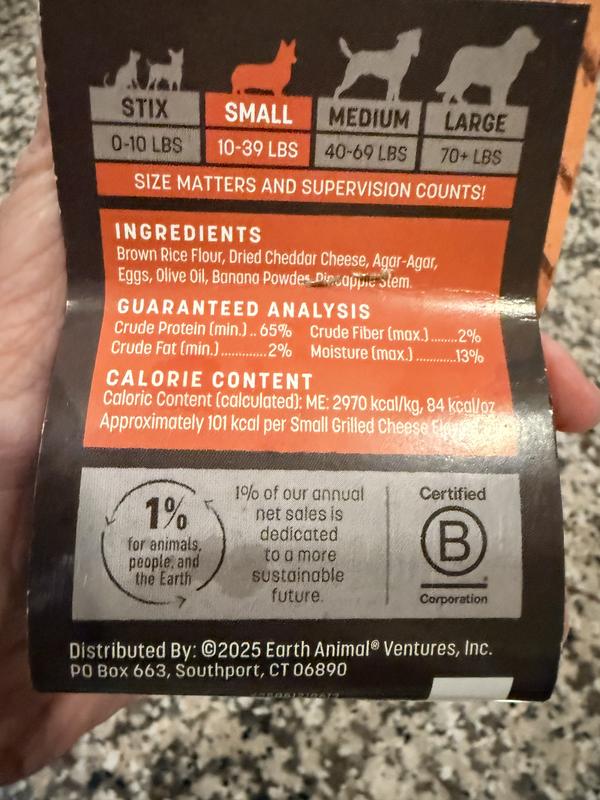 STIX
SMALL
MEDIUM
LARGE
0-10 LBS
10-39 LBS
40-69 LBS
70+ LBS
SIZE MATTERS AND SUPERVISION COUNTS!
INGREDIENTS
Brown Rice Flour, Dried Cheddar Cheese, Agar-Agar,
Eggs, Olive Oil, Banana Powder, Pineapple Stem.
GUARANTEED ANALYSIS
Crude Protein (min.) .. 65% Crude Fiber (max.) ....... 2%
Crude Fat (min.) ............ 2% Moisture (max.) ........... 13%
CALORIE CONTENT
Caloric Content (calculated): ME: 2970 kcal/kg, 84 kcal/oz
Approximately 101 kcal per Small Grilled Cheese
1%
for animals,
people, and
the Earth
1% of our annual
net sales is
dedicated
to a more
sustainable
future.
Certified
B
Corporation
Distributed By: ©2025 Earth Animal® Ventures, Inc.
PO Box 663, Southport, CT 06890